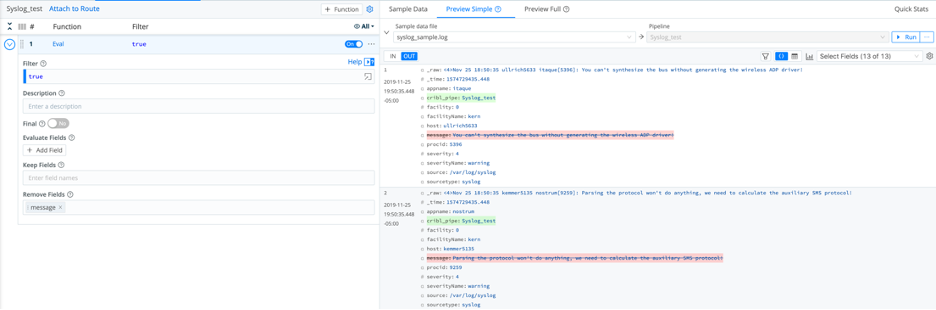 Syslog_test Attach to Route
+ Function
# Function Filter All
1 Eval true On ...
Filter Help
true
Description
Enter a description
Final No
Evaluate Fields
+ Add Field
Keep Fields
Enter field names
Remove Fields
message ×
Sample Data Preview Simple Preview Full Quick Stats
Sample data file Pipeline
syslog_sample.log → Syslog_test Run ...
IN OUT Select Fields (13 of 13)
1
2019-11-25
19:50:35.448
-05:00
_raw: <4>Nov 25 18:50:35 ullrich5633 itaque[5396]: You can't synthesize the bus without generating the wireless ADP driver!
# _time: 1574729435.448
appname: itaque
cribl_pipe: Syslog_test
facility: 0
facilityName: kern
host: ullrich5633
message: You can't synthesize the bus without generating the wireless ADP driver!
procid: 5396
# severity: 4
severityName: warning
source: /var/log/syslog
sourcetype: syslog
2
2019-11-25
19:50:35.448
-05:00
_raw: <4>Nov 25 18:50:35 kemmer5135 nostrum[9259]: Parsing the protocol won't do anything, we need to calculate the auxiliary SMS protocol!
# _time: 1574729435.448
appname: nostrum
cribl_pipe: Syslog_test
facility: 0
facilityName: kern
host: kemmer5135
message: Parsing the protocol won't do anything, we need to calculate the auxiliary SMS protocol!
procid: 9259
severity: 4
severityName: warning
source: /var/log/syslog
sourcetype: syslog